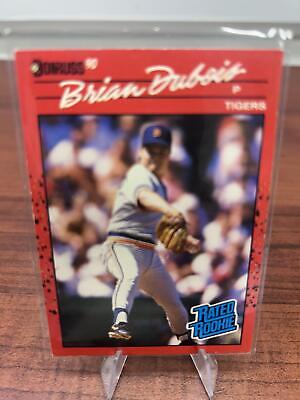 DONRUSS '90
Brian DuBois
P
TIGERS
RATED
ROOKIE